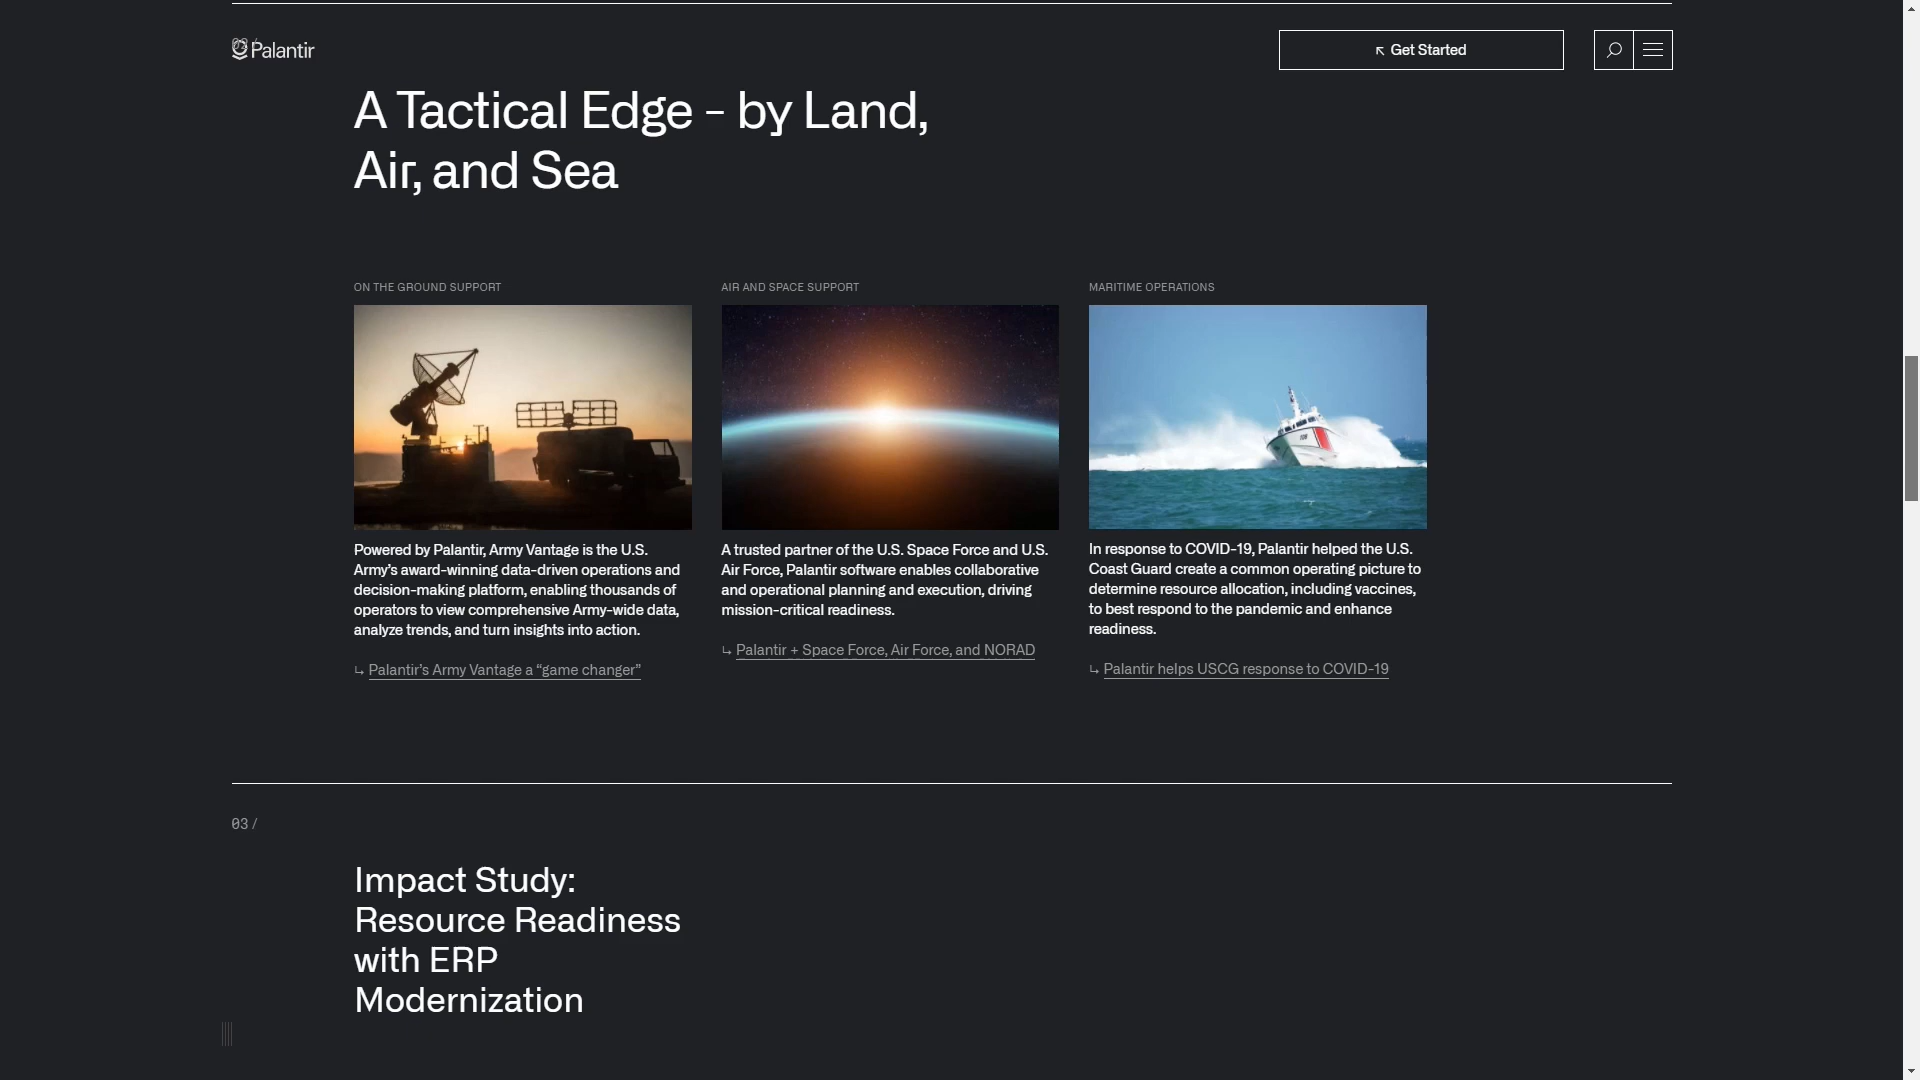 Palantir
Get Started
A Tactical Edge - by Land,
Air, and Sea
ON THE GROUND SUPPORT
Powered by Palantir, Army Vantage is the U.S.
Army’s award-winning data-driven operations and
decision-making platform, enabling thousands of
operators to view comprehensive Army-wide data,
analyze trends, and turn insights into action.
Palantir’s Army Vantage a “game changer”
AIR AND SPACE SUPPORT
A trusted partner of the U.S. Space Force and U.S.
Air Force, Palantir software enables collaborative
and operational planning and execution, driving
mission-critical readiness.
Palantir + Space Force, Air Force, and NORAD
MARITIME OPERATIONS
In response to COVID-19, Palantir helped the U.S.
Coast Guard create a common operating picture to
determine resource allocation, including vaccines,
to best respond to the pandemic and enhance
readiness.
Palantir helps USCG response to COVID-19
03 /
Impact Study:
Resource Readiness
with ERP
Modernization